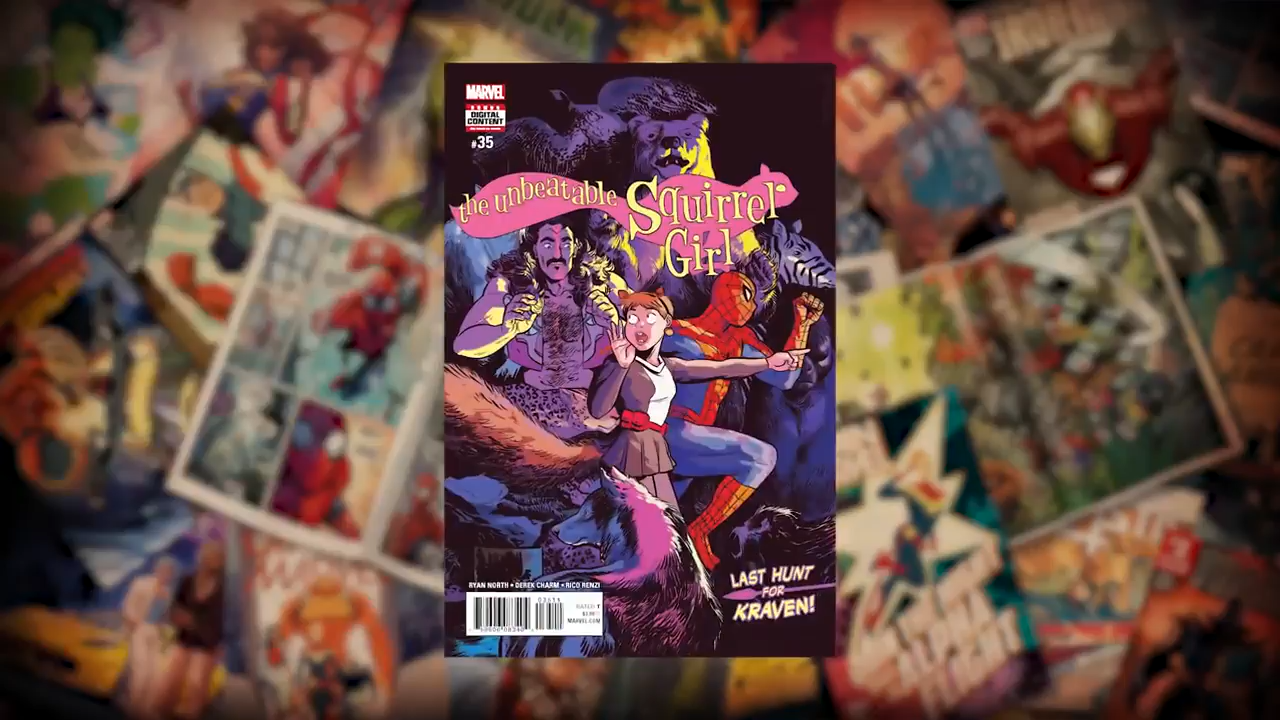 MARVEL
DIGITAL
CONTENT
#35
the unbeatable
Squirrel
Girl
RYAN NORTH • DEREK CHARM • RICO RENZI
RATED T
MARVEL.COM
LAST HUNT
FOR
KRAVEN!